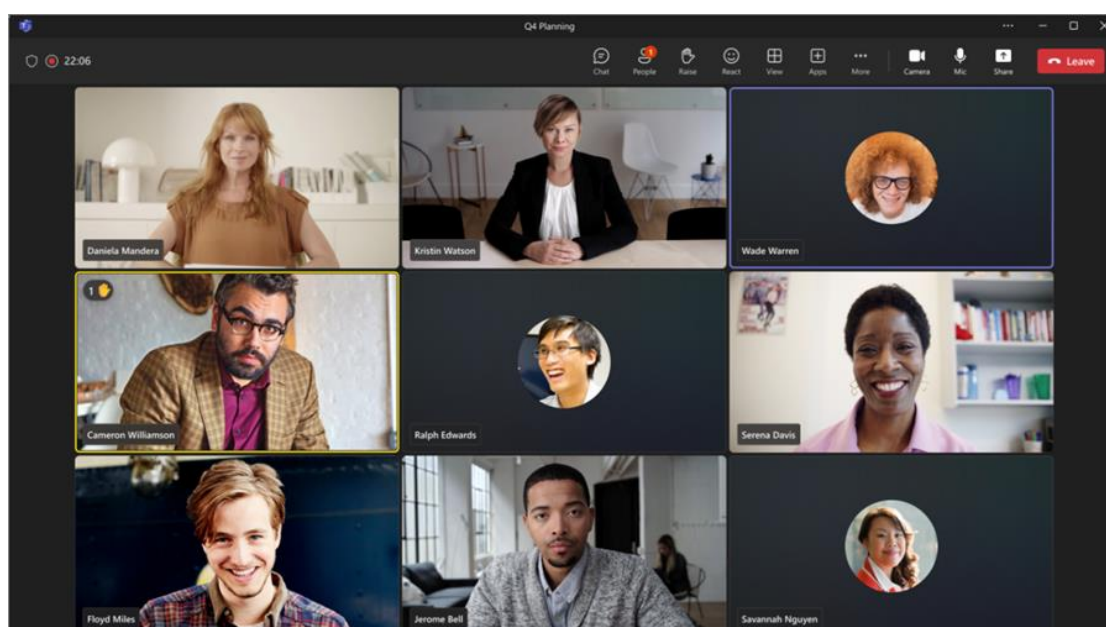 Q4 Planning
22:06
1
Chat People Raise React View Apps More Camera Mic Share Leave
Daniela Mandera Kristin Watson Wade Warren
1
Cameron Williamson Ralph Edwards Serena Davis
Floyd Miles Jerome Bell Savannah Nguyen